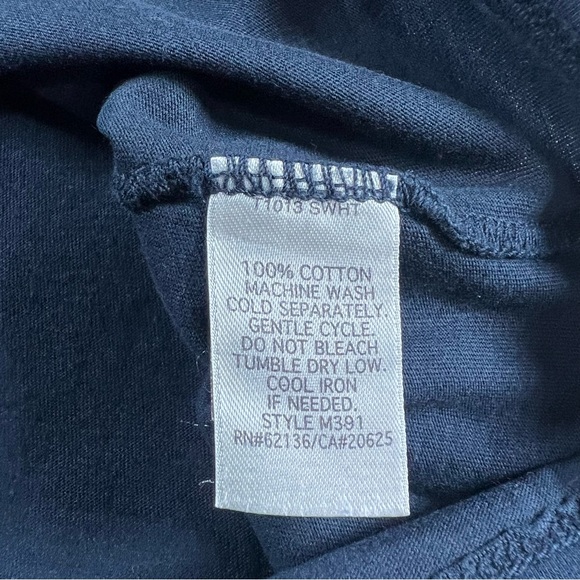 T1013 SWHT
100% COTTON
MACHINE WASH
COLD SEPARATELY.
GENTLE CYCLE.
DO NOT BLEACH
TUMBLE DRY LOW.
COOL IRON
IF NEEDED.
STYLE M391
RN#62136/CA#20625